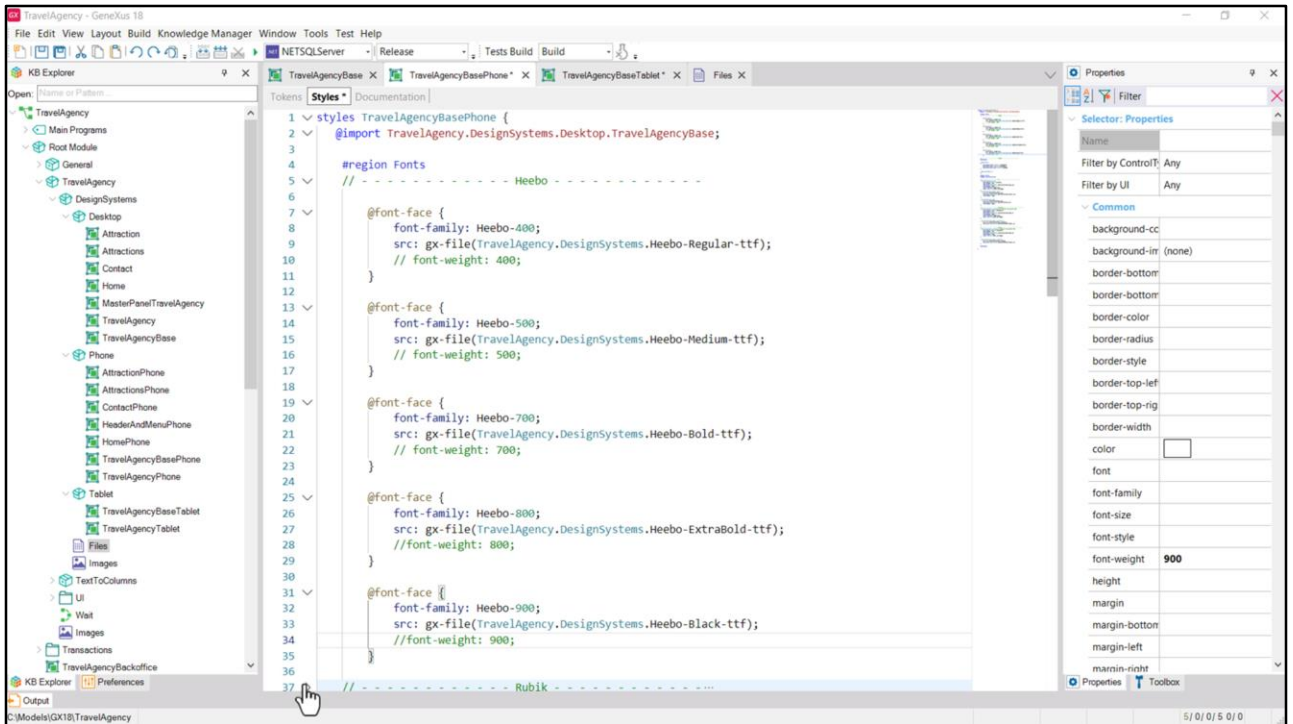 TravelAgency - GeneXus 18
File Edit View Layout Build Knowledge Manager Window Tools Test Help
NETSQLServer Release Tests Build Build
KB Explorer
Open: Name or Pattern...
TravelAgency
Main Programs
Root Module
General
TravelAgency
DesignSystems
Desktop
Attraction
Attractions
Contact
Home
MasterPanelTravelAgency
TravelAgency
TravelAgencyBase
Phone
AttractionPhone
AttractionsPhone
ContactPhone
HeaderAndMenuPhone
HomePhone
TravelAgencyBasePhone
TravelAgencyPhone
Tablet
TravelAgencyBaseTablet
TravelAgencyTablet
Files
Images
TextToColumns
UI
Wait
Images
Transactions
TravelAgencyBackoffice
KB Explorer Preferences
Output
C:\Models\GX18\TravelAgency
TravelAgencyBase X TravelAgencyBasePhone * X TravelAgencyBaseTablet * X Files X
Tokens Styles * Documentation
1 styles TravelAgencyBasePhone {
2 @import TravelAgency.DesignSystems.Desktop.TravelAgencyBase;
3
4 #region Fonts
5 // - - - - - - - - - - - - Heebo - - - - - - - - - - - -
6
7 @font-face {
8 font-family: Heebo-400;
9 src: gx-file(TravelAgency.DesignSystems.Heebo-Regular-ttf);
10 // font-weight: 400;
11 }
12
13 @font-face {
14 font-family: Heebo-500;
15 src: gx-file(TravelAgency.DesignSystems.Heebo-Medium-ttf);
16 // font-weight: 500;
17 }
18
19 @font-face {
20 font-family: Heebo-700;
21 src: gx-file(TravelAgency.DesignSystems.Heebo-Bold-ttf);
22 // font-weight: 700;
23 }
24
25 @font-face {
26 font-family: Heebo-800;
27 src: gx-file(TravelAgency.DesignSystems.Heebo-ExtraBold-ttf);
28 //font-weight: 800;
29 }
30
31 @font-face {
32 font-family: Heebo-900;
33 src: gx-file(TravelAgency.DesignSystems.Heebo-Black-ttf);
34 //font-weight: 900;
35 }
36
37 // - - - - - - - - - - - - Rubik - - - - - - - - - - - -...
Properties
Filter
Selector: Properties
Name
Filter by ControlT Any
Filter by UI Any
Common
background-cc
background-im (none)
border-bottom
border-bottom
border-color
border-radius
border-style
border-top-lef
border-top-rig
border-width
color
font
font-family
font-size
font-style
font-weight 900
height
margin
margin-bottom
margin-left
margin-right
Properties Toolbox
5/ 0/ 0/ 5 0/ 0